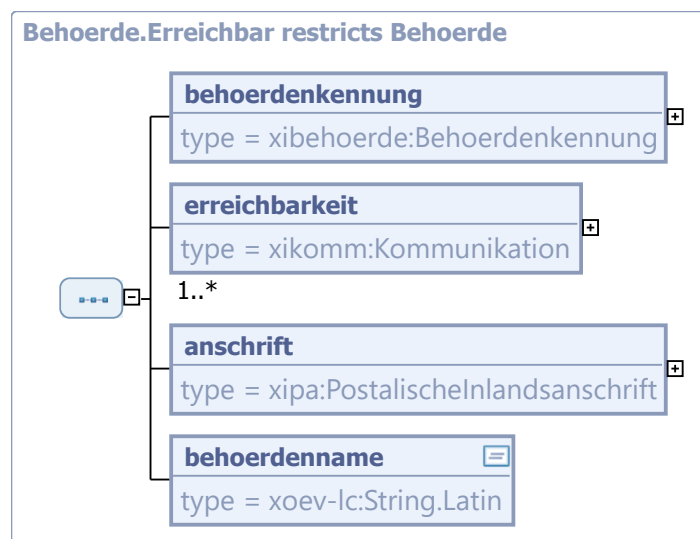 Behoerde.Erreichbar restricts Behoerde
behoerdenkennung
type = xibehoerde:Behoerdenkennung
erreichbarkeit
type = xikomm:Kommunikation
1..*
anschrift
type = xipa:PostalischeInlandsanschrift
behoerdenname
type = xoev-lc:String.Latin